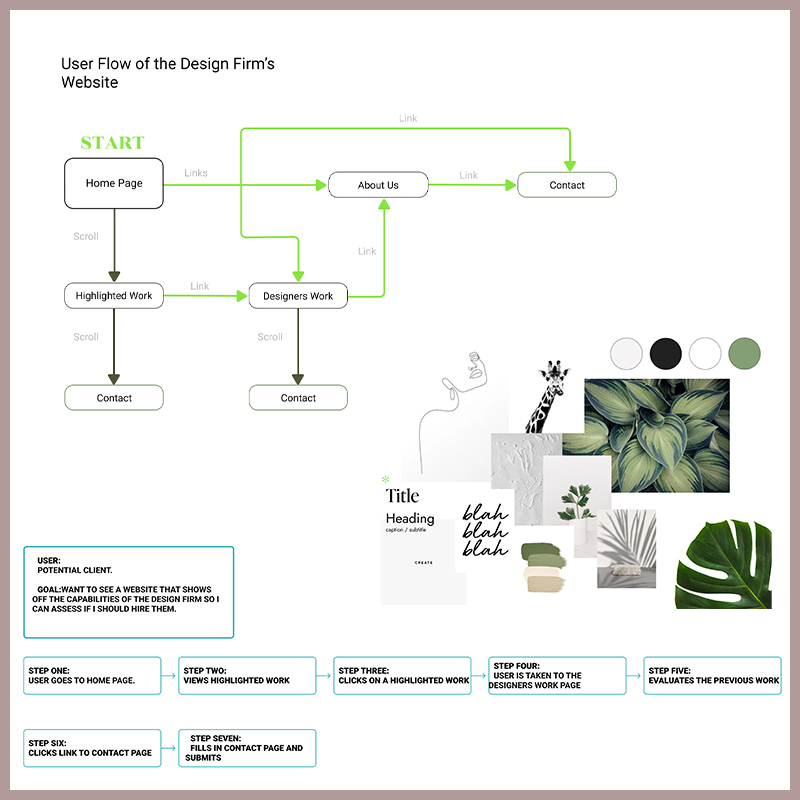 User Flow of the Design Firm's
Website
Link
START
Home Page
Links
About Us
Link
Contact
Scroll
Link
Highlighted Work
Link
Designers Work
Scroll
Scroll
Contact
Contact
*
Title
Heading
caption / subtitle
CREATE
blah
blah
blah
USER:
POTENTIAL CLIENT.
GOAL:WANT TO SEE A WEBSITE THAT SHOWS
OFF THE CAPABILITIES OF THE DESIGN FIRM SO I
CAN ASSESS IF I SHOULD HIRE THEM.
STEP ONE:
USER GOES TO HOME PAGE.
STEP TWO:
VIEWS HIGHLIGHTED WORK
STEP THREE:
CLICKS ON A HIGHLIGHTED WORK
STEP FOUR:
USER IS TAKEN TO THE
DESIGNERS WORK PAGE
STEP FIVE:
EVALUATES THE PREVIOUS WORK
STEP SIX:
CLICKS LINK TO CONTACT PAGE
STEP SEVEN:
FILLS IN CONTACT PAGE AND
SUBMITS